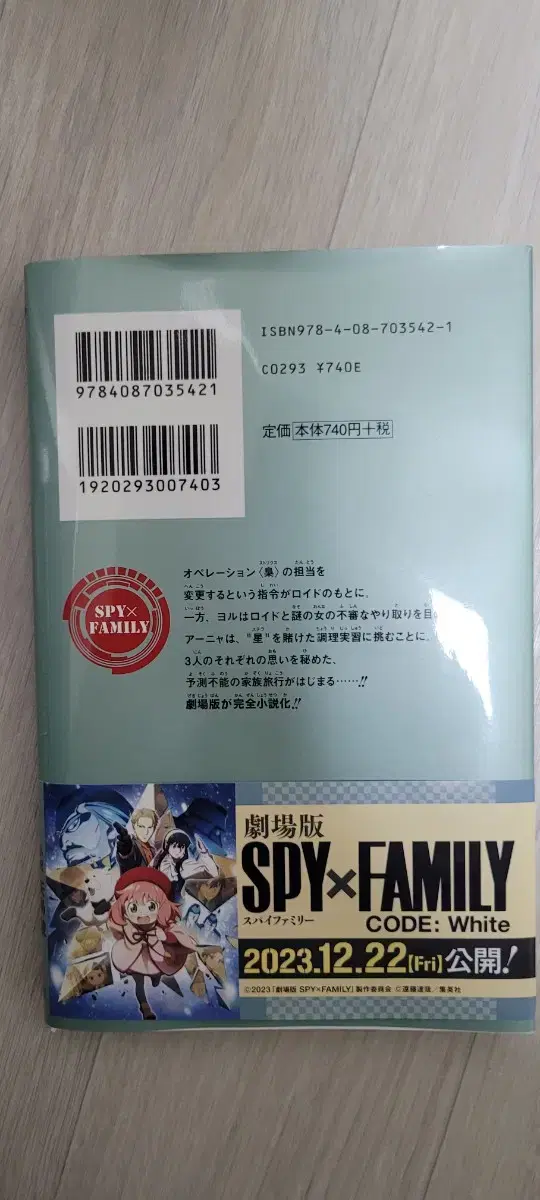 ISBN978-4-08-703542-1
9784087035421
C0293 ¥740E
定価 本体740円+税
1920293007403
SPY×
FAMILY
オペレーション〈梟〉の担当を
変更するという指令がロイドのもとに。
一方、ヨルはロイドと謎の女の不審なやり取りを目
アーニャは、"星"を賭けた調理実習に挑むことに。
3人のそれぞれの思いを秘めた、
予測不能の家族旅行がはじまる……!!
劇場版が完全小説化!!
劇場版
SPY×FAMILY
スパイファミリー
CODE: White
2023.12.22[Fri]公開!
©2023「劇場版 SPY×FAMILY」製作委員会 ©遠藤達哉/集英社